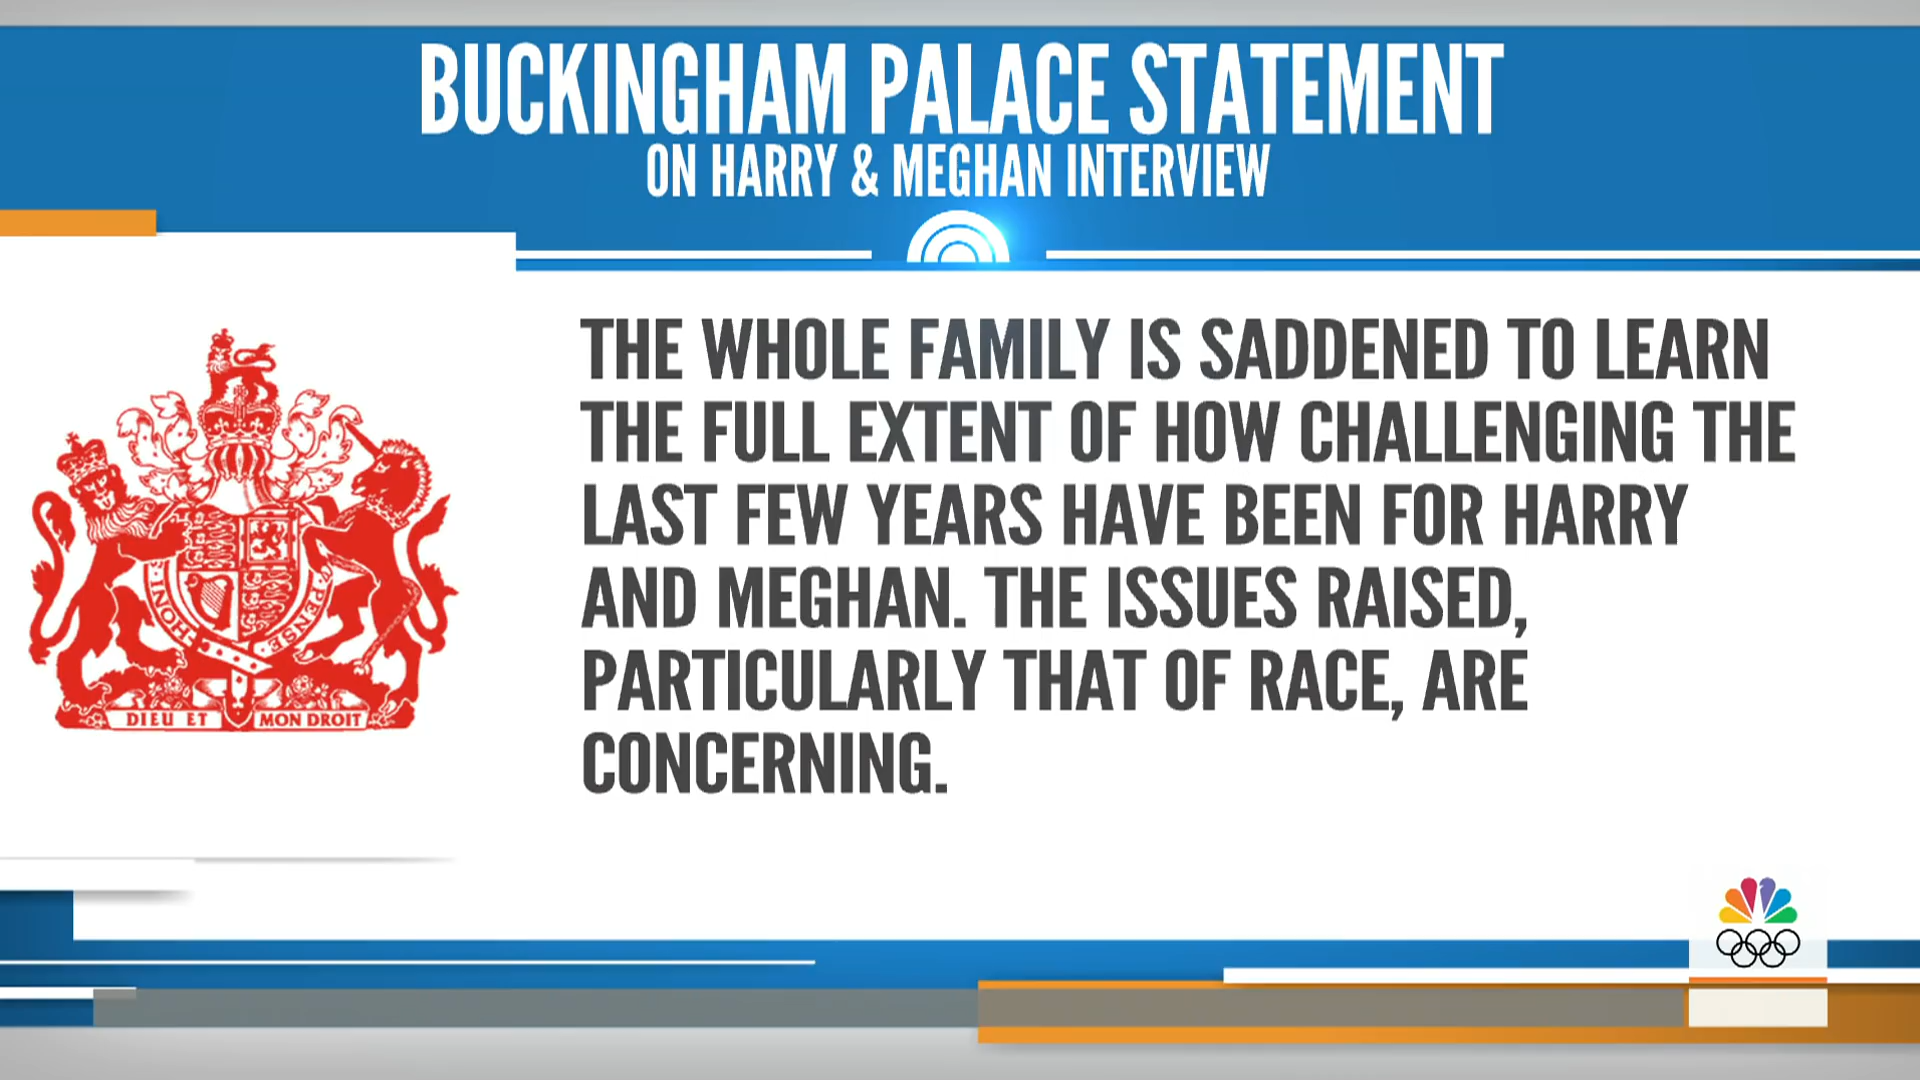 BUCKINGHAM PALACE STATEMENT
ON HARRY & MEGHAN INTERVIEW
THE WHOLE FAMILY IS SADDENED TO LEARN
THE FULL EXTENT OF HOW CHALLENGING THE
LAST FEW YEARS HAVE BEEN FOR HARRY
AND MEGHAN. THE ISSUES RAISED,
PARTICULARLY THAT OF RACE, ARE
CONCERNING.
HONI PENSE
DIEU ET MON DROIT